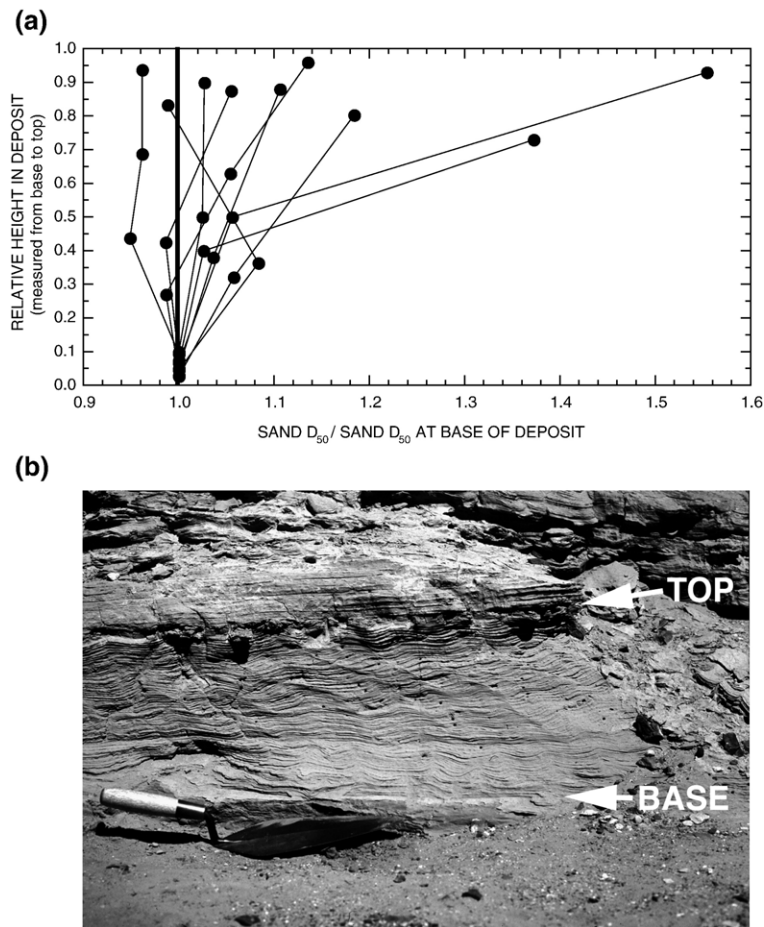 (a)
1.0
0.9
0.8
0.7
0.6
0.5
0.4
0.3
0.2
0.1
0.0
RELATIVE HEIGHT IN DEPOSIT
(measured from base to top)
0.9 1.0 1.1 1.2 1.3 1.4 1.5 1.6
SAND D50 / SAND D50 AT BASE OF DEPOSIT
(b)
TOP
BASE